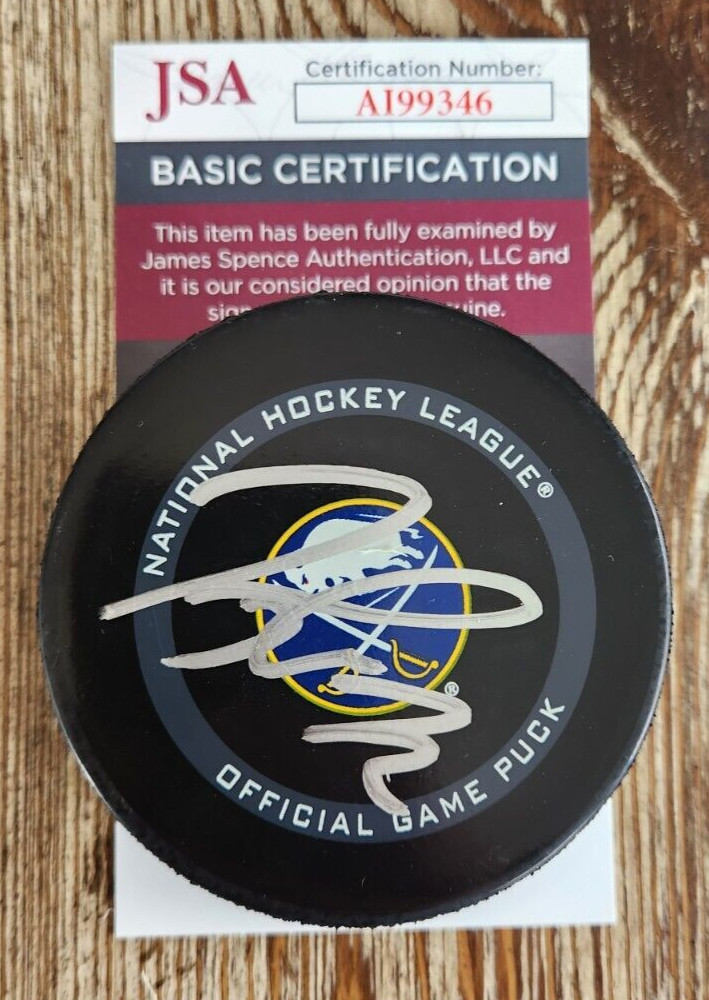 JSA
Certification Number:
AI99346
BASIC CERTIFICATION
This item has been fully examined by
James Spence Authentication, LLC and
it is our considered opinion that the
NATIONAL HOCKEY LEAGUE®
®
OFFICIAL GAME PUCK